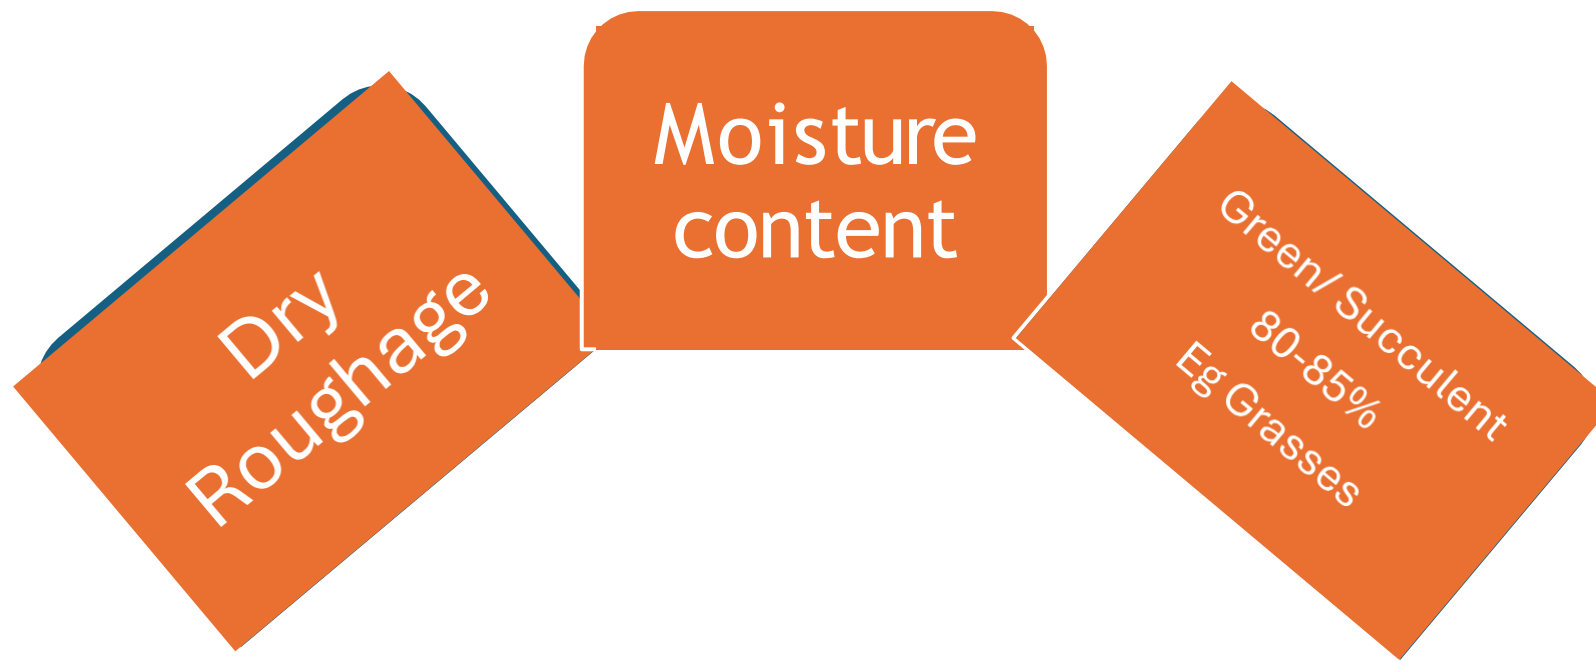 Moisture
content
Dry
Roughage
Green/ Succulent
80-85%
Eg Grasses